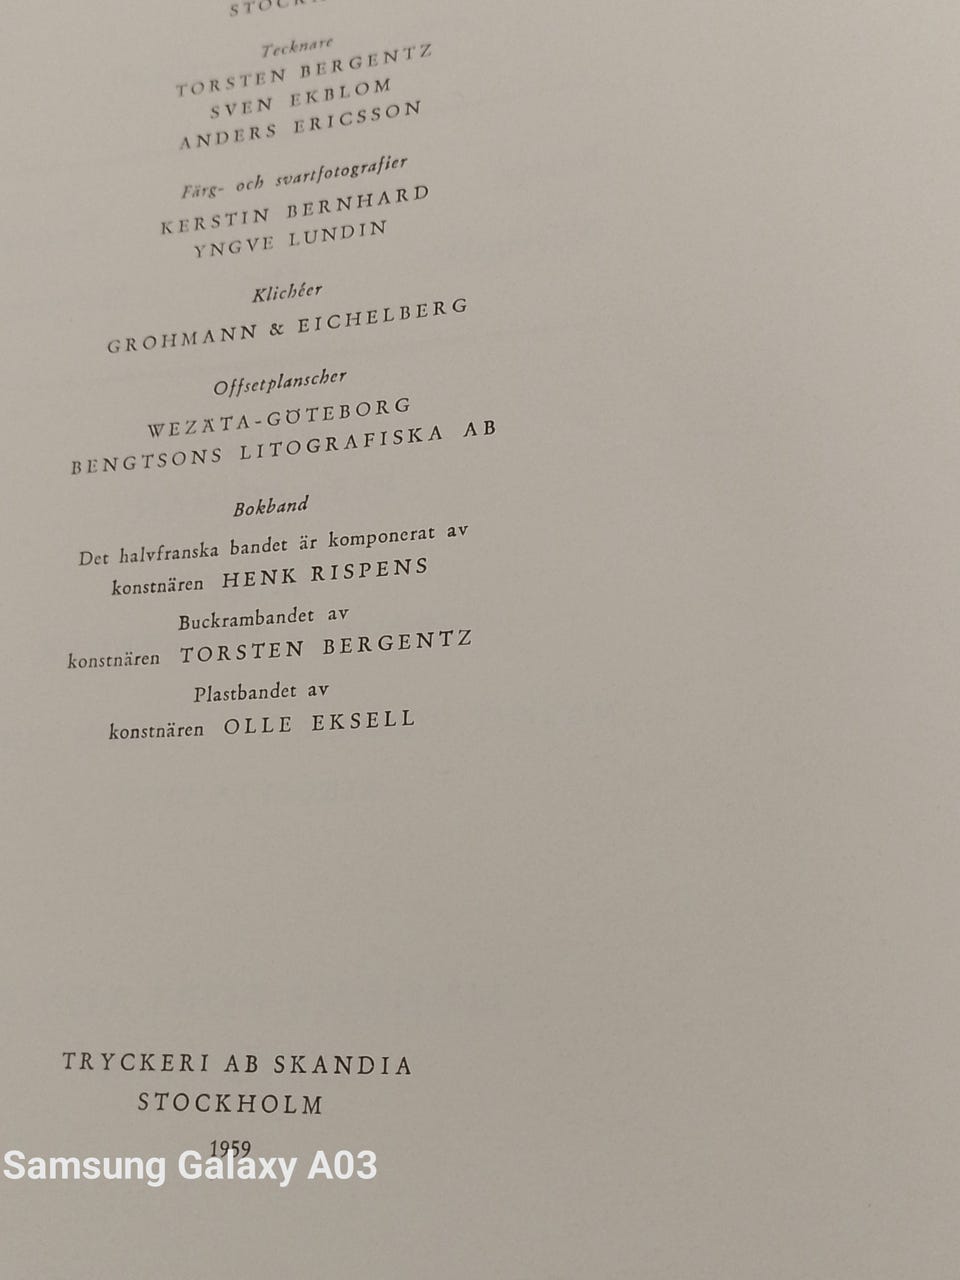 Tecknare
TORSTEN BERGENTZ
SVEN EKBLOM
ANDERS ERICSSON
Färg- och svartfotografier
KERSTIN BERNHARD
YNGVE LUNDIN
Klichéer
GROHMANN & EICHELBERG
Offsetplanscher
WEZÄTA-GÖTEBORG
BENGTSONS LITOGRAFISKA AB
Bokband
Det halvfranska bandet är komponerat av
konstnären HENK RISPENS
Buckrambandet av
konstnären TORSTEN BERGENTZ
Plastbandet av
konstnären OLLE EKSELL
TRYCKERI AB SKANDIA
STOCKHOLM
1959
Samsung Galaxy A03